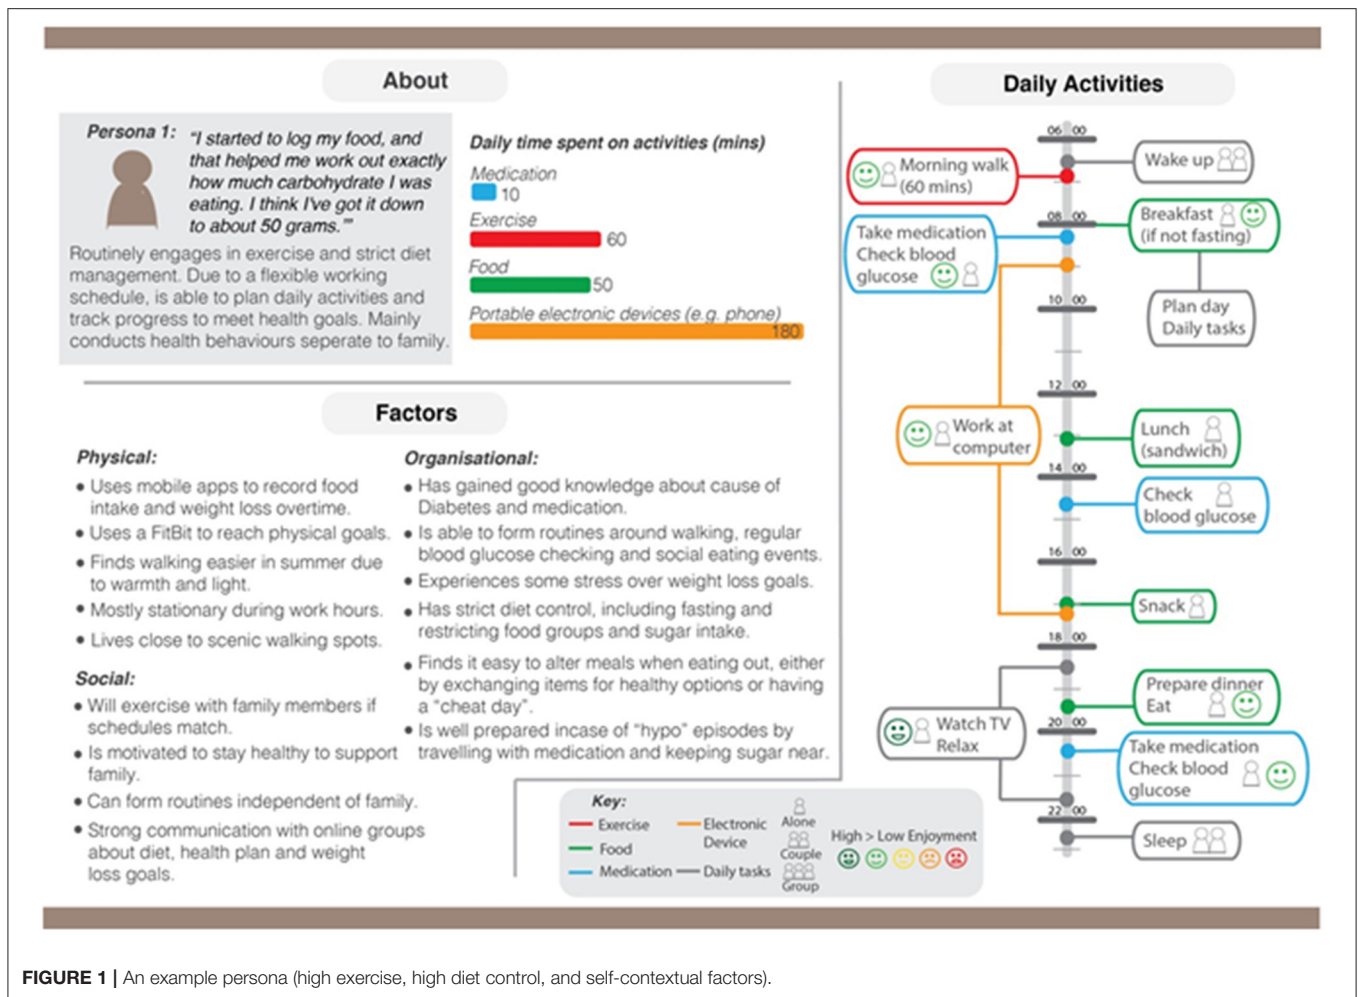 About
Persona 1:
"I started to log my food, and
that helped me work out exactly
how much carbohydrate I was
eating. I think I've got it down
to about 50 grams.'"
Routinely engages in exercise and strict diet
management. Due to a flexible working
schedule, is able to plan daily activities and
track progress to meet health goals. Mainly
conducts health behaviours seperate to family.
Daily time spent on activities (mins)
Medication
10
Exercise
60
Food
50
Portable electronic devices (e.g. phone)
180
Factors
Physical:
• Uses mobile apps to record food
intake and weight loss overtime.
• Uses a FitBit to reach physical goals.
• Finds walking easier in summer due
to warmth and light.
• Mostly stationary during work hours.
• Lives close to scenic walking spots.
Social:
• Will exercise with family members if
schedules match.
• Is motivated to stay healthy to support
family.
• Can form routines independent of family.
• Strong communication with online groups
about diet, health plan and weight
loss goals.
Organisational:
• Has gained good knowledge about cause of
Diabetes and medication.
• Is able to form routines around walking, regular
blood glucose checking and social eating events.
• Experiences some stress over weight loss goals.
• Has strict diet control, including fasting and
restricting food groups and sugar intake.
• Finds it easy to alter meals when eating out, either
by exchanging items for healthy options or having
a "cheat day".
• Is well prepared incase of "hypo" episodes by
travelling with medication and keeping sugar near.
Key:
Exercise
Food
Medication
Electronic
Device
Daily tasks
Alone
Couple
Group
High > Low Enjoyment
Daily Activities
06 00
Wake up
Morning walk
(60 mins)
08 00
Breakfast
(if not fasting)
Take medication
Check blood
glucose
Plan day
Daily tasks
10 00
12 00
Work at
computer
Lunch
(sandwich)
14 00
Check
blood glucose
16 00
Snack
18 00
Prepare dinner
Eat
Watch TV
Relax
20 00
Take medication
Check blood
glucose
22 00
Sleep
FIGURE 1 | An example persona (high exercise, high diet control, and self-contextual factors).